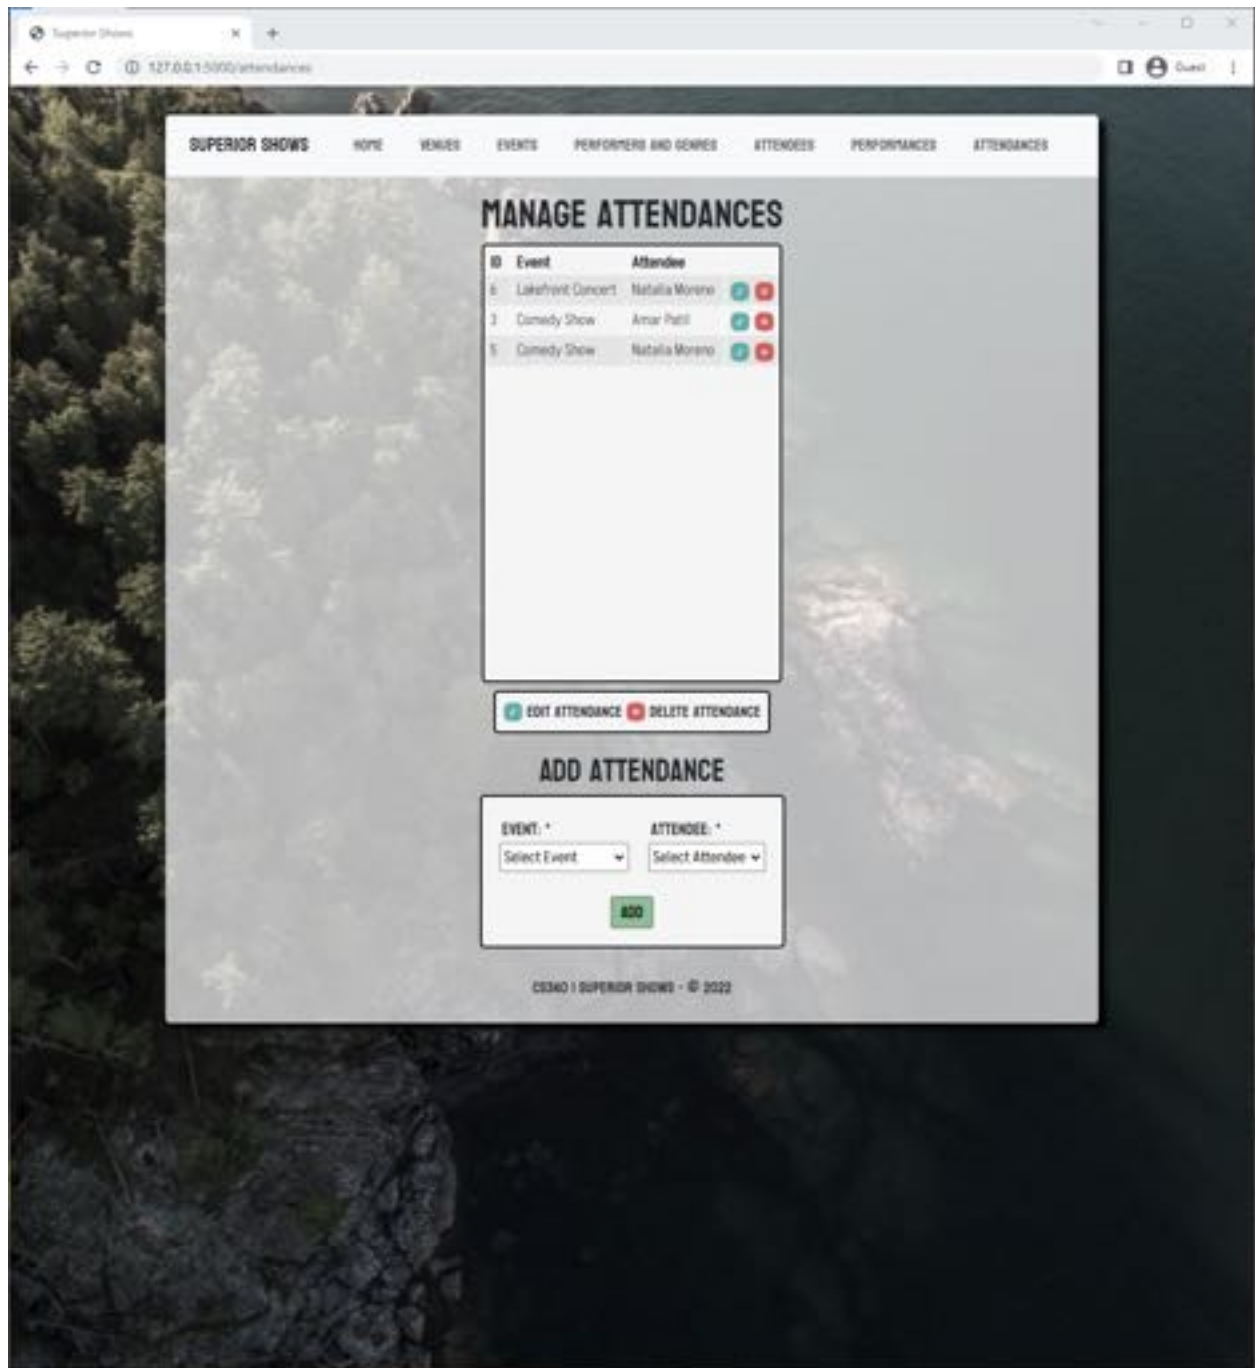 Superior Shows
127.0.0.1:5000/attendances
Guest
SUPERIOR SHOWS HOME VENUES EVENTS PERFORMERS AND GENRES ATTENDEES PERFORMANCES ATTENDANCES
MANAGE ATTENDANCES
ID Event Attendee
6 Lakefront Concert Natalia Moreno
3 Comedy Show Amar Patil
5 Comedy Show Natalia Moreno
EDIT ATTENDANCE DELETE ATTENDANCE
ADD ATTENDANCE
EVENT: * ATTENDEE: *
Select Event Select Attendee
ADD
CS340 | SUPERIOR SHOWS - © 2022